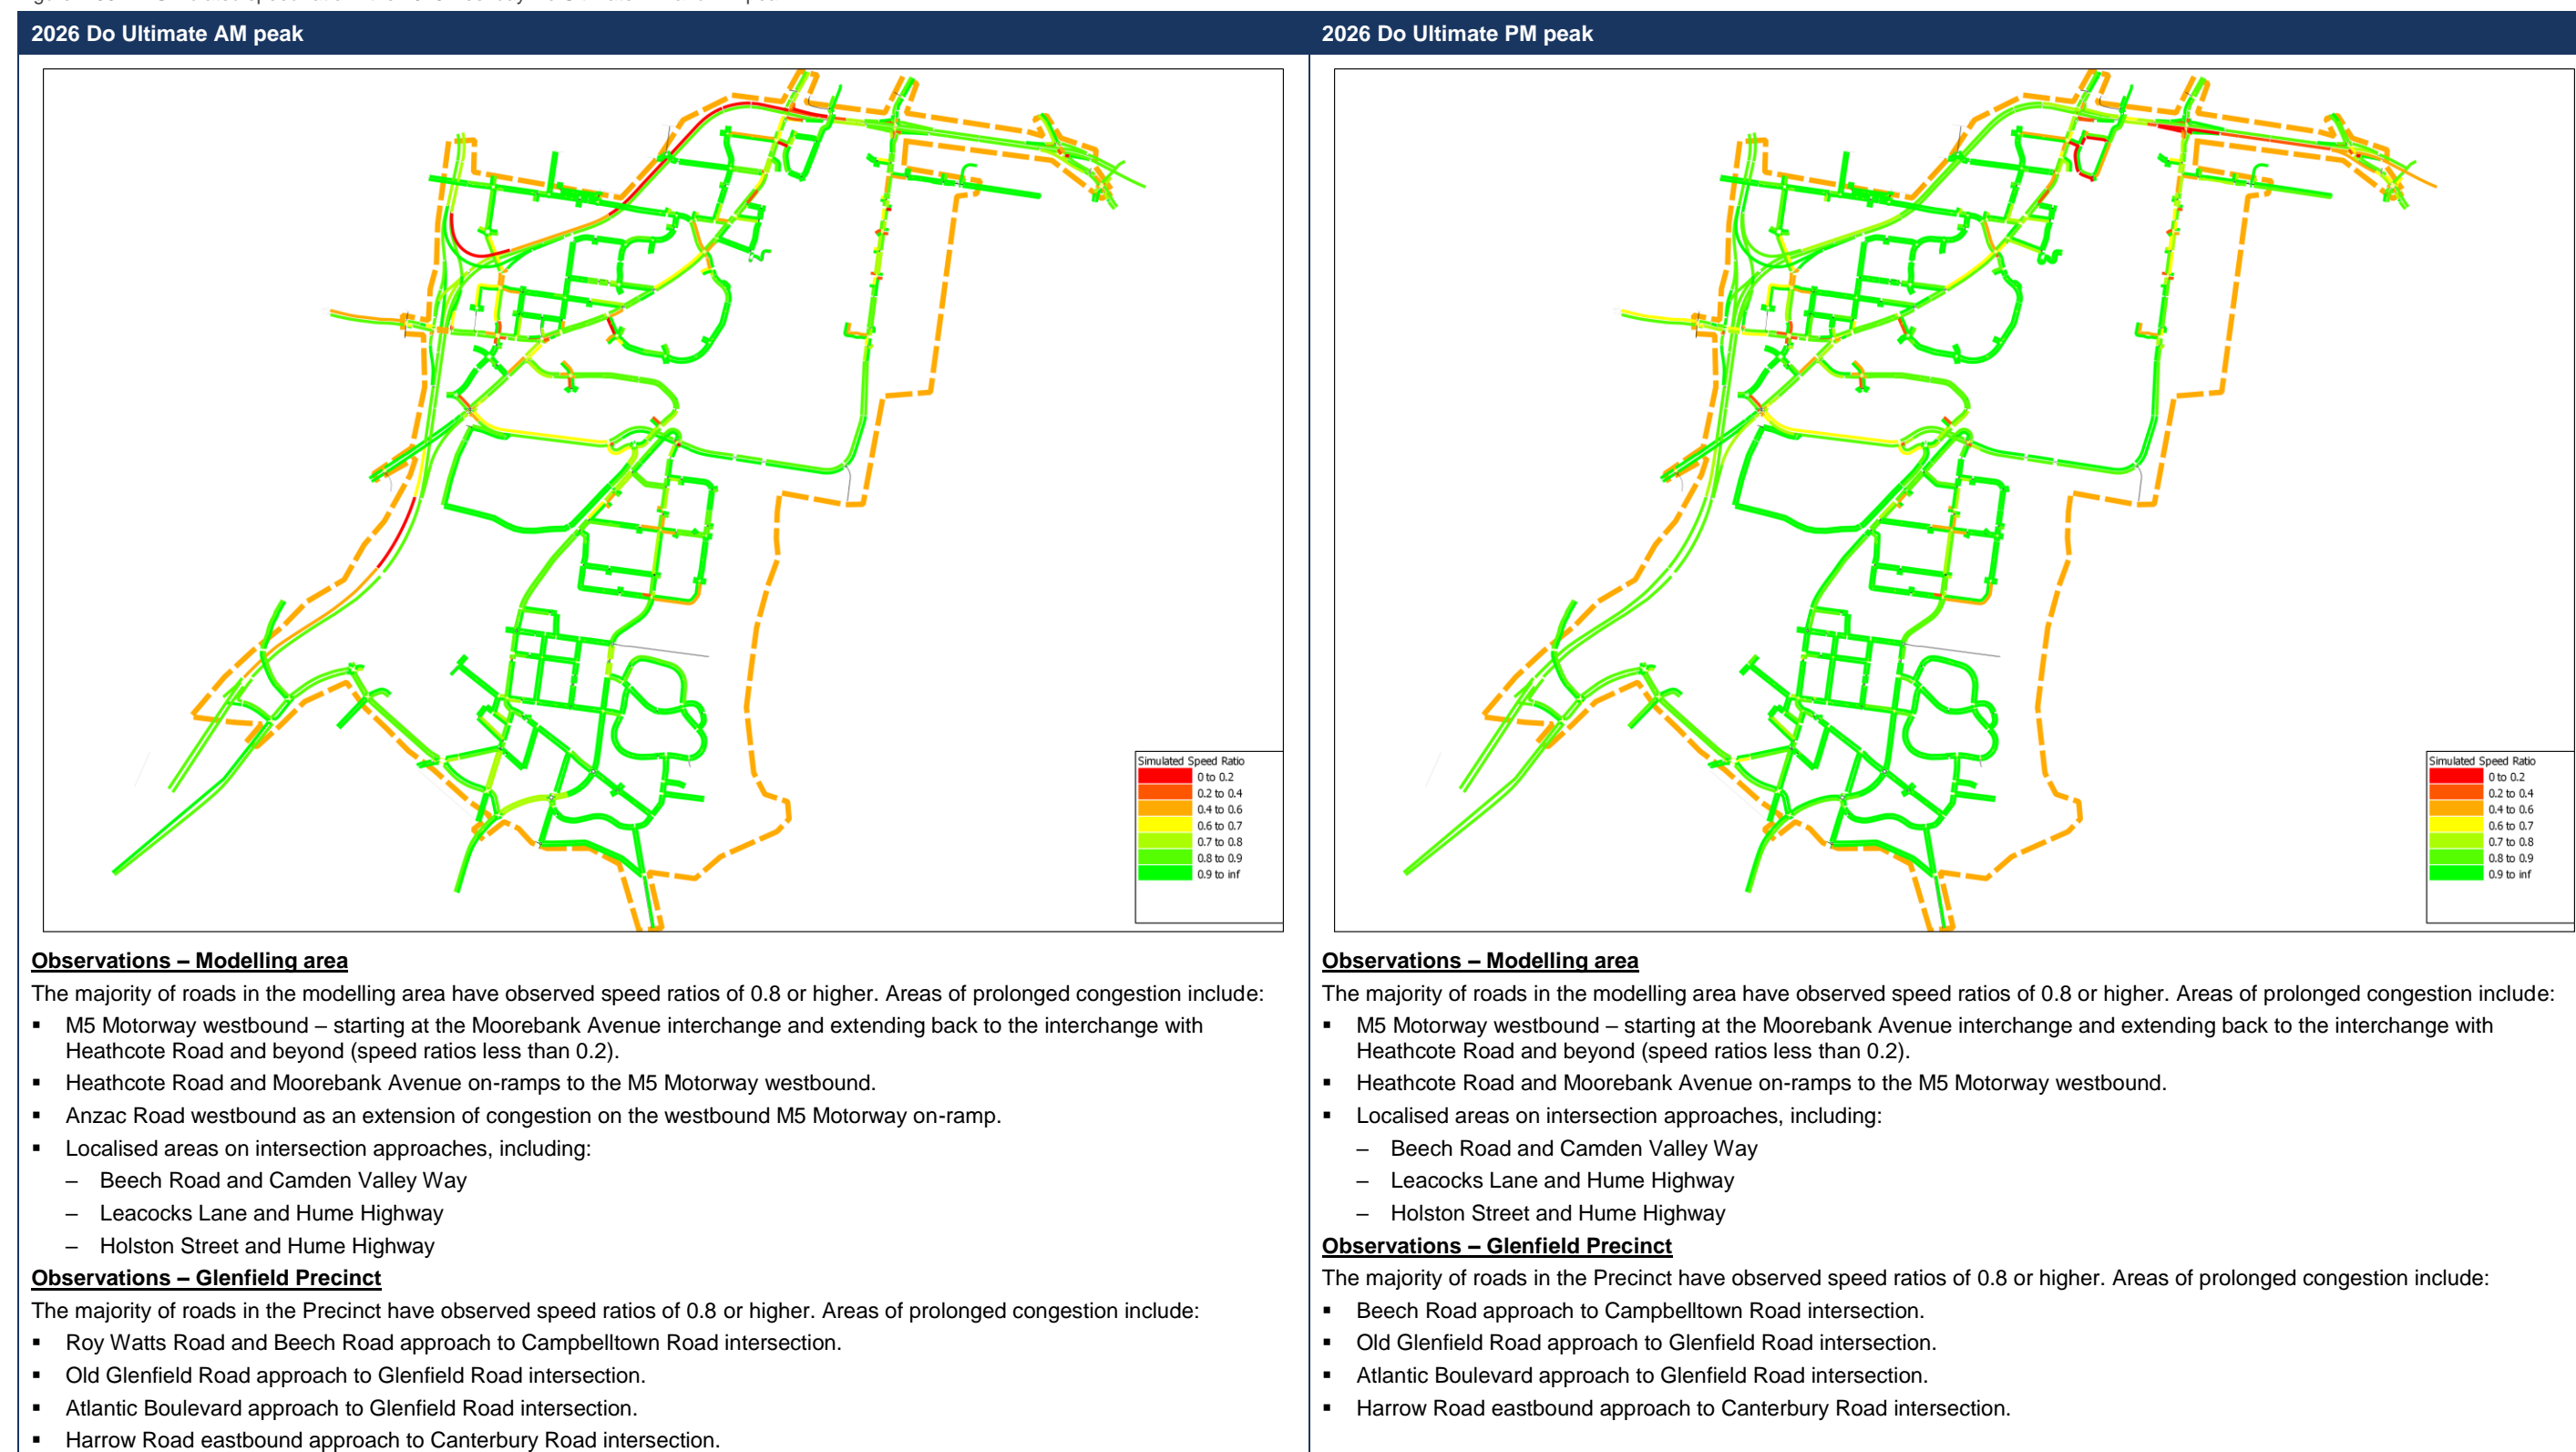 2026 Do Ultimate AM peak
Simulated Speed Ratio
0 to 0.2
0.2 to 0.4
0.4 to 0.6
0.6 to 0.7
0.7 to 0.8
0.8 to 0.9
0.9 to inf
Observations – Modelling area
The majority of roads in the modelling area have observed speed ratios of 0.8 or higher. Areas of prolonged congestion include:
▪ M5 Motorway westbound – starting at the Moorebank Avenue interchange and extending back to the interchange with
Heathcote Road and beyond (speed ratios less than 0.2).
▪ Heathcote Road and Moorebank Avenue on-ramps to the M5 Motorway westbound.
▪ Anzac Road westbound as an extension of congestion on the westbound M5 Motorway on-ramp.
▪ Localised areas on intersection approaches, including:
– Beech Road and Camden Valley Way
– Leacocks Lane and Hume Highway
– Holston Street and Hume Highway
Observations – Glenfield Precinct
The majority of roads in the Precinct have observed speed ratios of 0.8 or higher. Areas of prolonged congestion include:
▪ Roy Watts Road and Beech Road approach to Campbelltown Road intersection.
▪ Old Glenfield Road approach to Glenfield Road intersection.
▪ Atlantic Boulevard approach to Glenfield Road intersection.
▪ Harrow Road eastbound approach to Canterbury Road intersection.
2026 Do Ultimate PM peak
Simulated Speed Ratio
0 to 0.2
0.2 to 0.4
0.4 to 0.6
0.6 to 0.7
0.7 to 0.8
0.8 to 0.9
0.9 to inf
Observations – Modelling area
The majority of roads in the modelling area have observed speed ratios of 0.8 or higher. Areas of prolonged congestion include:
▪ M5 Motorway westbound – starting at the Moorebank Avenue interchange and extending back to the interchange with
Heathcote Road and beyond (speed ratios less than 0.2).
▪ Heathcote Road and Moorebank Avenue on-ramps to the M5 Motorway westbound.
▪ Localised areas on intersection approaches, including:
– Beech Road and Camden Valley Way
– Leacocks Lane and Hume Highway
– Holston Street and Hume Highway
Observations – Glenfield Precinct
The majority of roads in the Precinct have observed speed ratios of 0.8 or higher. Areas of prolonged congestion include:
▪ Beech Road approach to Campbelltown Road intersection.
▪ Old Glenfield Road approach to Glenfield Road intersection.
▪ Atlantic Boulevard approach to Glenfield Road intersection.
▪ Harrow Road eastbound approach to Canterbury Road intersection.